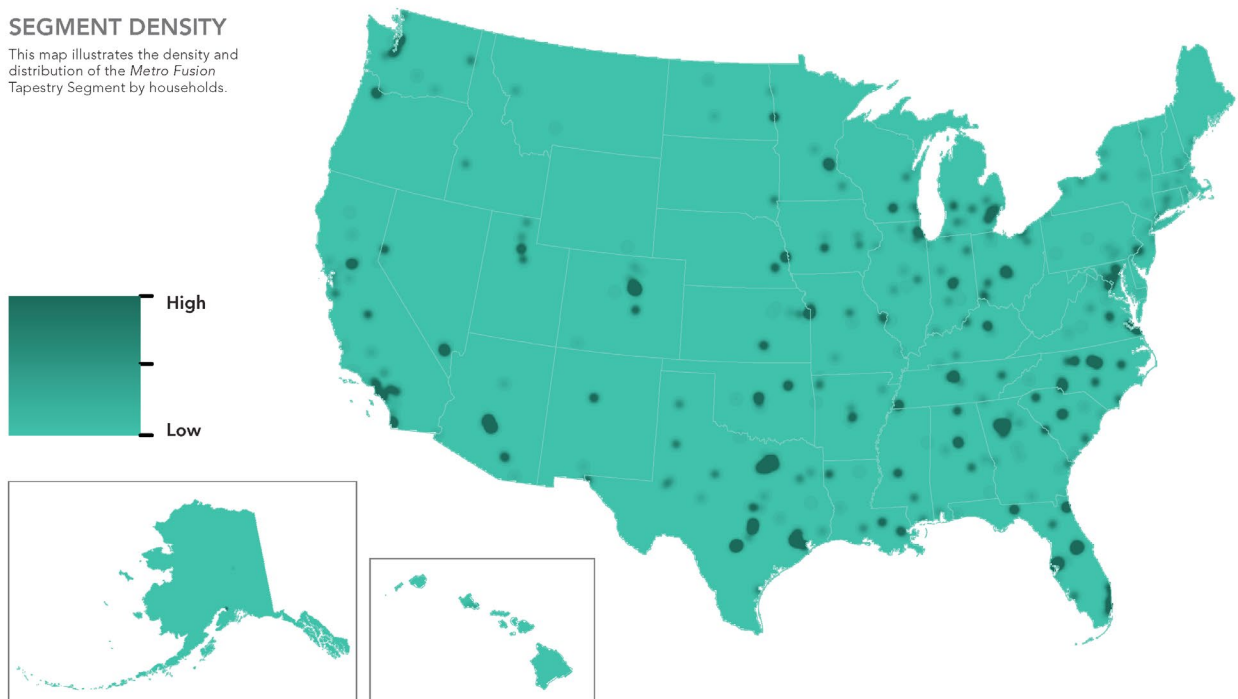 SEGMENT DENSITY
This map illustrates the density and
distribution of the Metro Fusion
Tapestry Segment by households.
High
Low